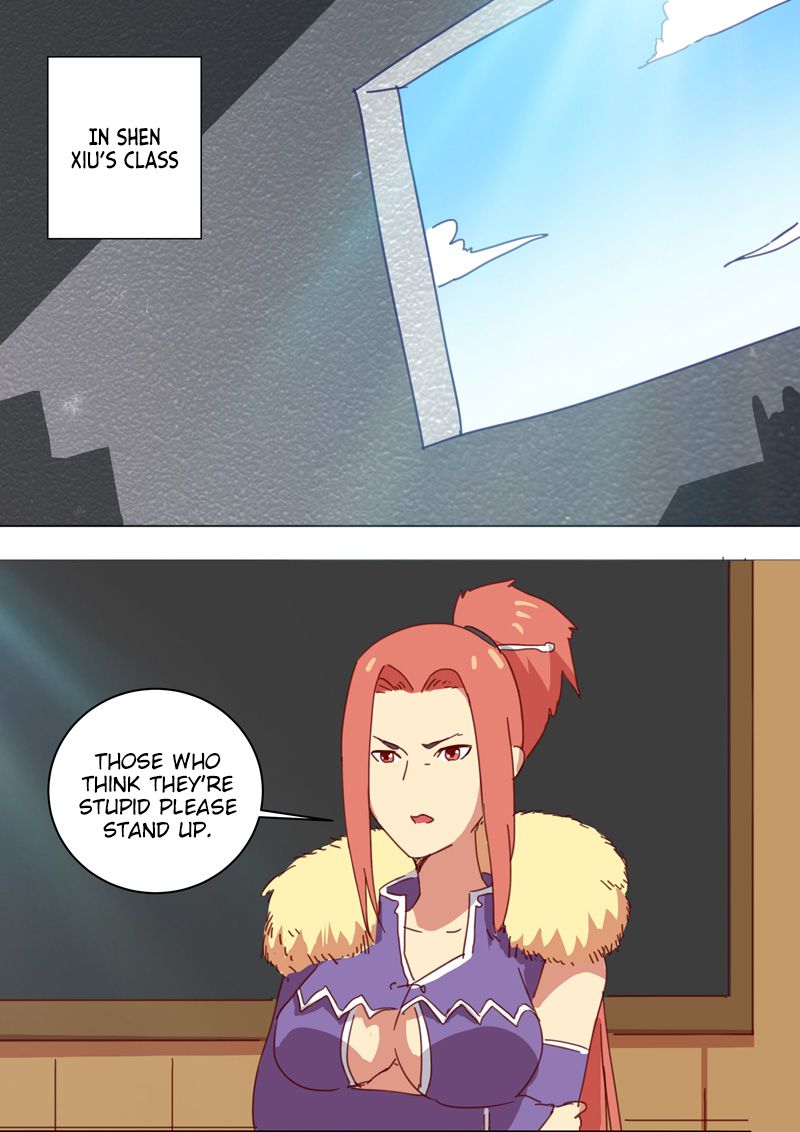 IN SHEN
XIU'S CLASS
THOSE WHO
THINK THEY'RE
STUPID PLEASE
STAND UP.